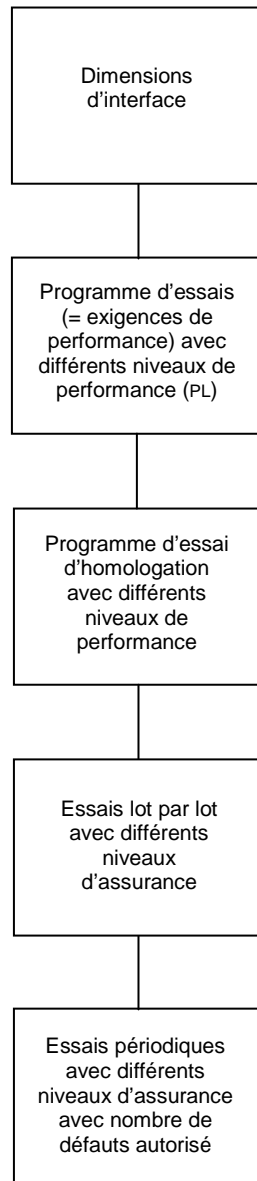 Dimensions
d’interface
Programme d’essais
(= exigences de
performance) avec
différents niveaux de
performance (PL)
Programme d’essai
d’homologation
avec différents
niveaux de
performance
Essais lot par lot
avec différents
niveaux
d’assurance
Essais périodiques
avec différents
niveaux d’assurance
avec nombre de
défauts autorisé